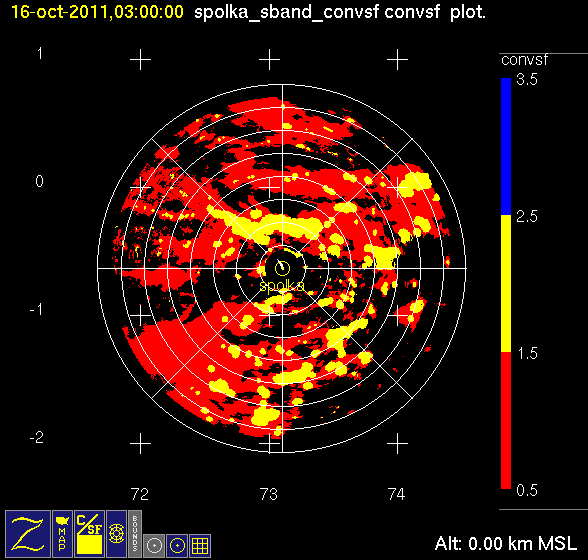 16-oct-2011,03:00:00 spolka_sband_convsf convsf plot.
convsf
1
3.5
0
2.5
spolka
-1
1.5
-2
0.5
72 73 74
Z MAP C/SF BOUNDS
Alt: 0.00 km MSL